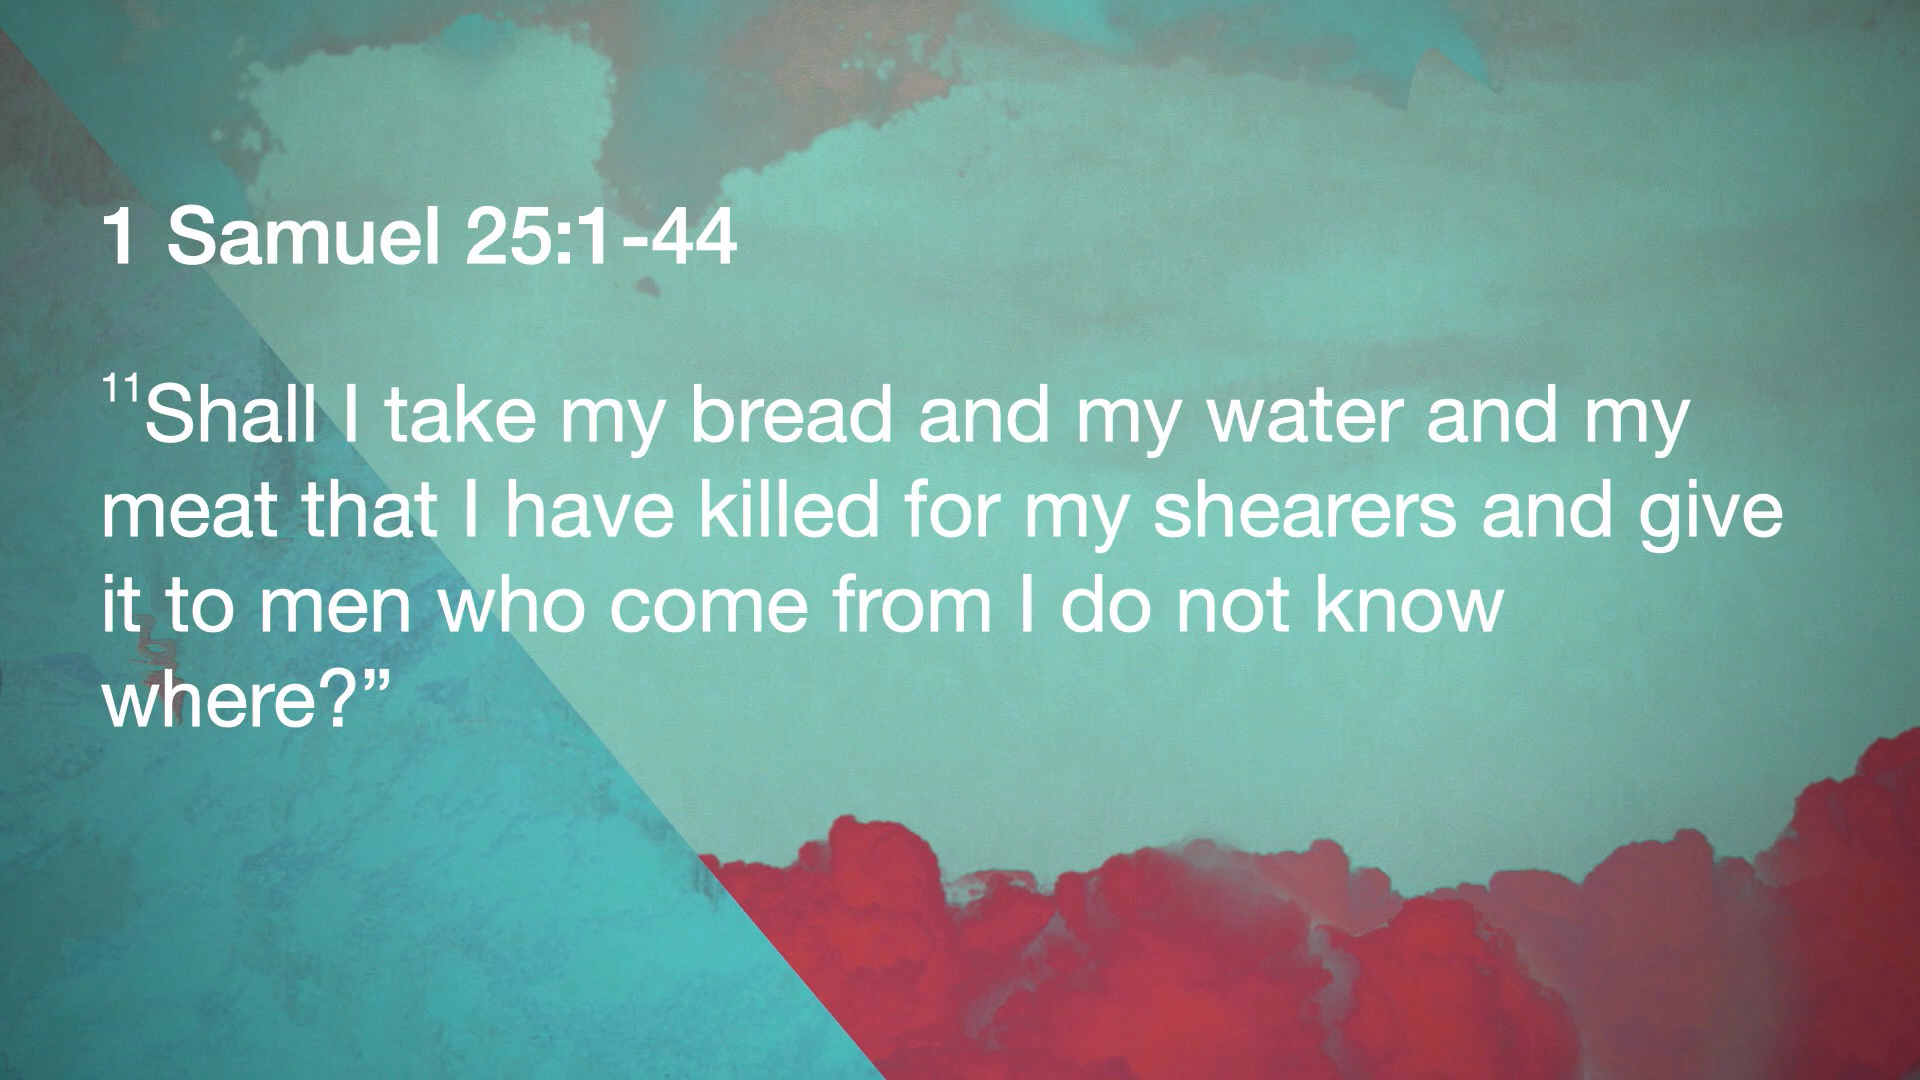 1 Samuel 25:1-44
¹¹Shall I take my bread and my water and my
meat that I have killed for my shearers and give
it to men who come from I do not know
where?”